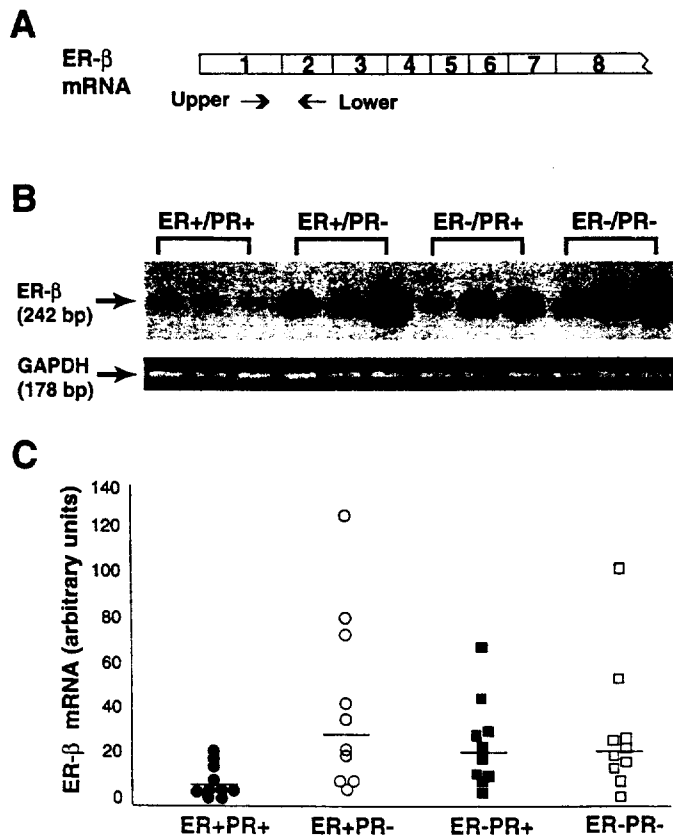 A
ER-β mRNA
1 2 3 4 5 6 7 8
Upper Lower
B
ER+/PR+ ER+/PR- ER-/PR+ ER-/PR-
ER-β
(242 bp)
GAPDH
(178 bp)
C
ER-β mRNA (arbitrary units)
140
120
100
80
60
40
20
0
ER+PR+ ER+PR- ER-PR+ ER-PR-